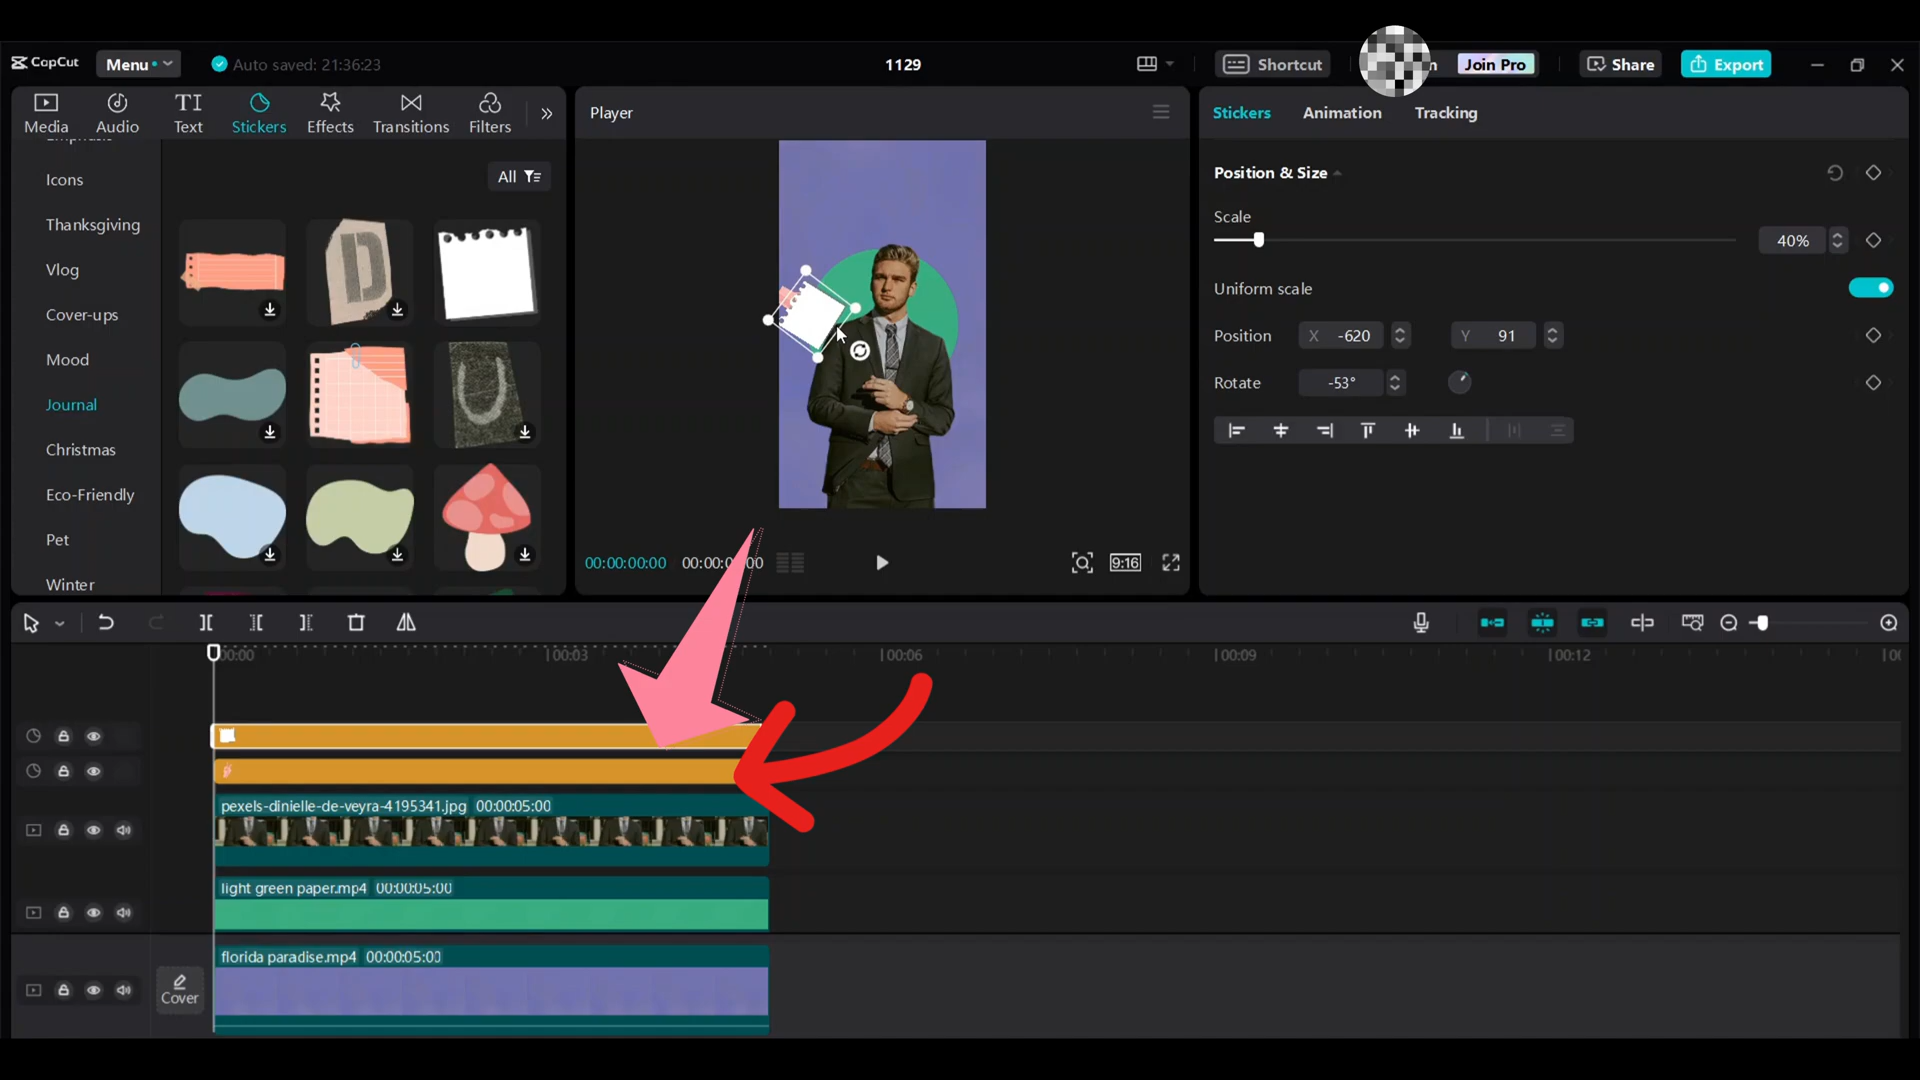 CapCut
Menu
Auto saved: 21:36:23
1129
Shortcut
Join Pro
Share
Export
Media
Audio
TI
Text
Stickers
Effects
Transitions
Filters
Icons
Thanksgiving
Vlog
Cover-ups
Mood
Journal
Christmas
Eco-Friendly
Pet
Winter
All
D
U
Player
00:00:00:00
9:16
Stickers
Animation
Tracking
Position & Size
Scale
40%
Uniform scale
Position
X -620
Y 91
Rotate
-53°
00:00
00:03
00:06
00:09
00:12
pexels-dinielle-de-veyra-4195341.jpg 00:00:05:00
light green paper.mp4 00:00:05:00
florida paradise.mp4 00:00:05:00
Cover